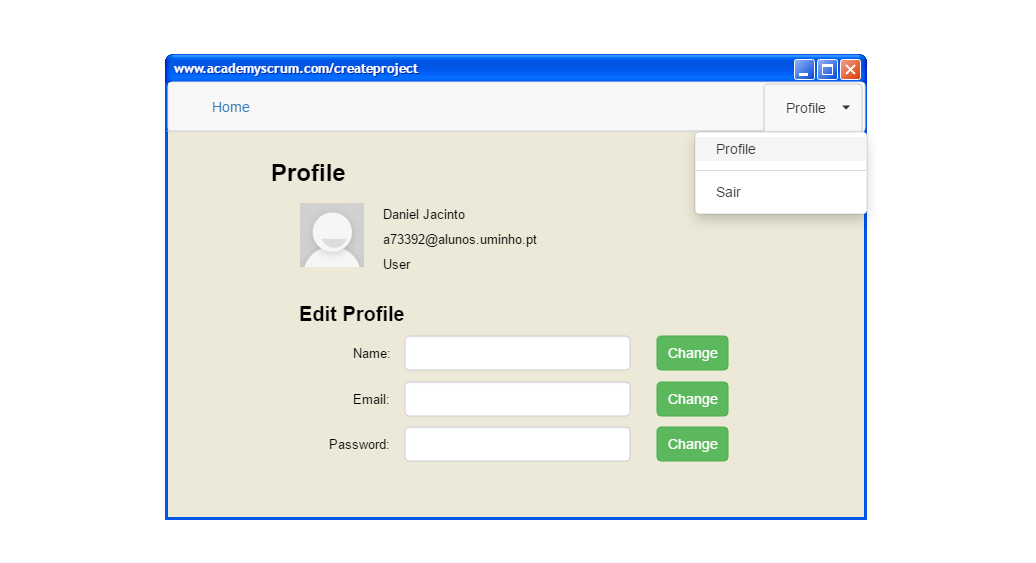 www.academyscrum.com/createproject
Home
Profile
Profile
Sair
Profile
Daniel Jacinto
a73392@alunos.uminho.pt
User
Edit Profile
Name: Change
Email: Change
Password: Change